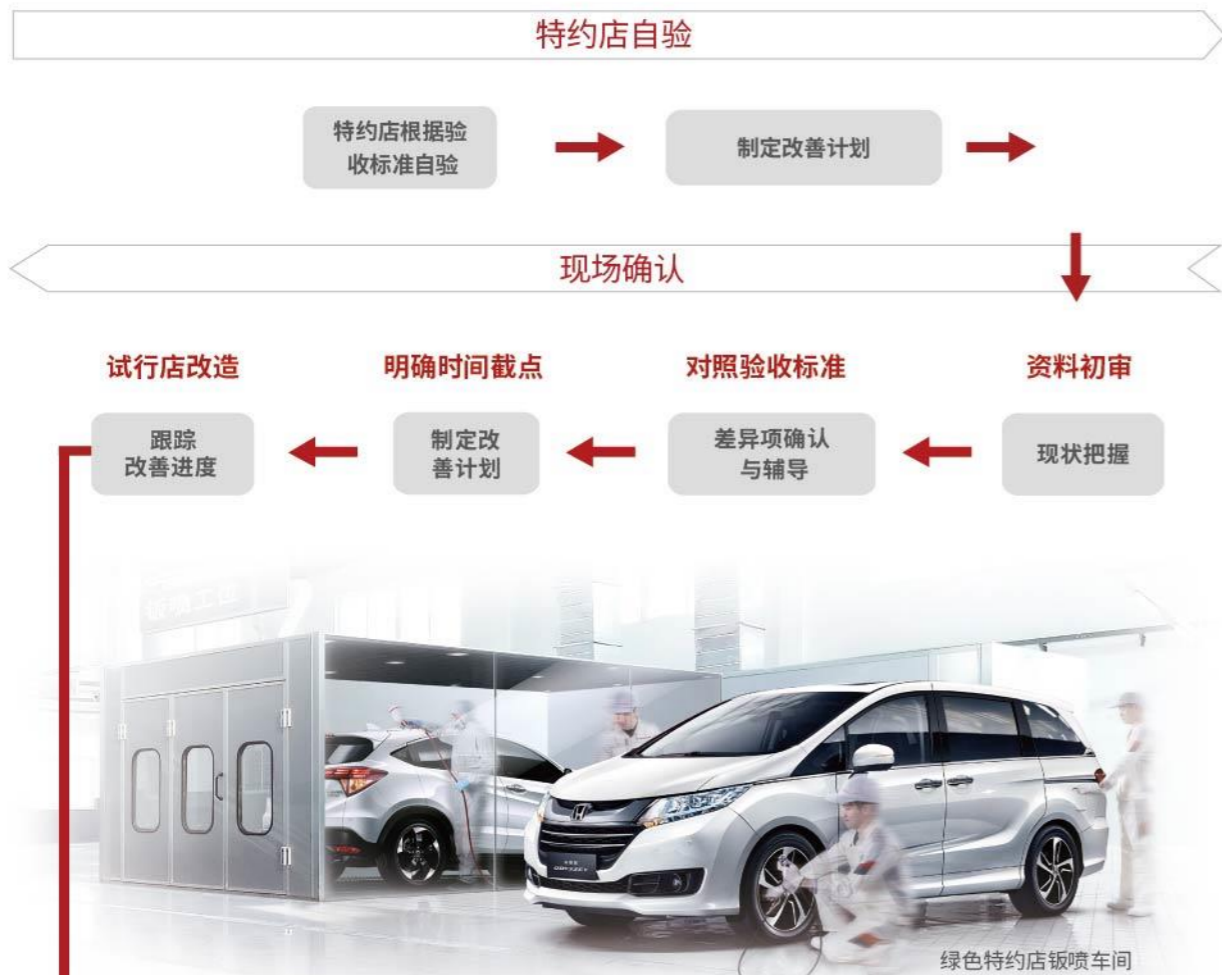 特约店自验
特约店根据验
收标准自验
制定改善计划
现场确认
试行店改造
明确时间截点
对照验收标准
资料初审
跟踪
改善进度
制定改
善计划
差异项确认
与辅导
现状把握
钣喷工位
绿色特约店钣喷车间